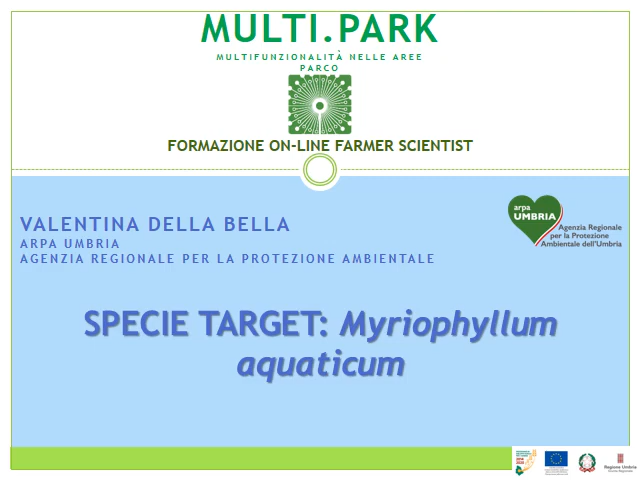 MULTI.PARK
MULTIFUNZIONALITÀ NELLE AREE
PARCO
FORMAZIONE ON-LINE FARMER SCIENTIST
VALENTINA DELLA BELLA
ARPA UMBRIA
AGENZIA REGIONALE PER LA PROTEZIONE AMBIENTALE
arpa
UMBRIA
Agenzia Regionale
per la Protezione
Ambientale dell'Umbria
SPECIE TARGET: Myriophyllum
aquaticum
Regione Umbria